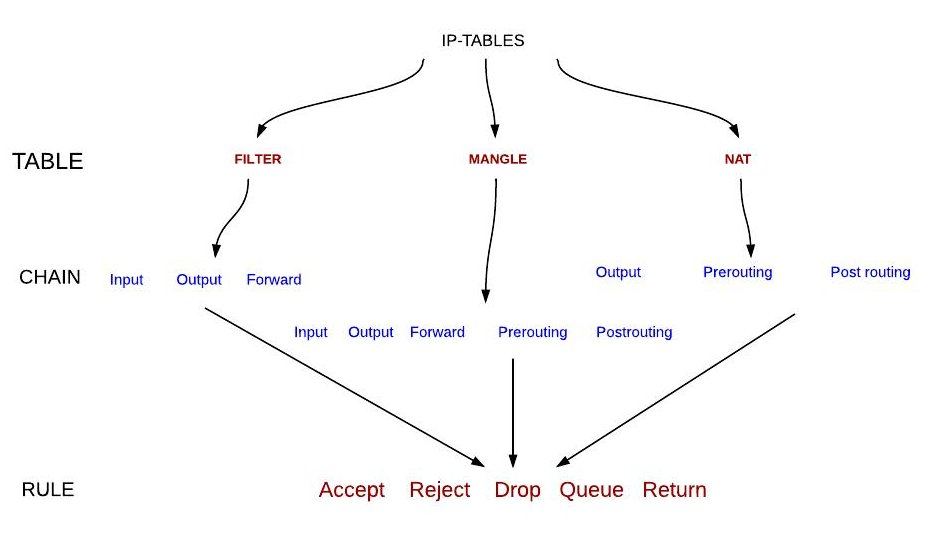 IP-TABLES
TABLE FILTER MANGLE NAT
CHAIN Input Output Forward Output Prerouting Post routing
Input Output Forward Prerouting Postrouting
RULE Accept Reject Drop Queue Return